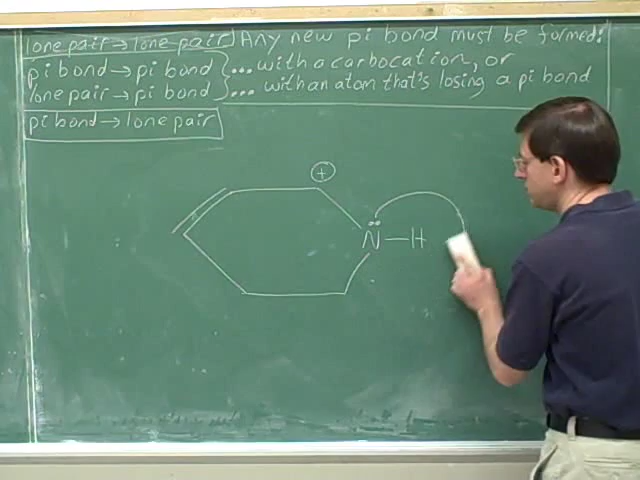 lone pair → lone pair Any new pi bond must be formed:
pi bond → pi bond } ... with a carbocation, or
lone pair → pi bond } ... with an atom that's losing a pi bond
pi bond → lone pair
+
N — H